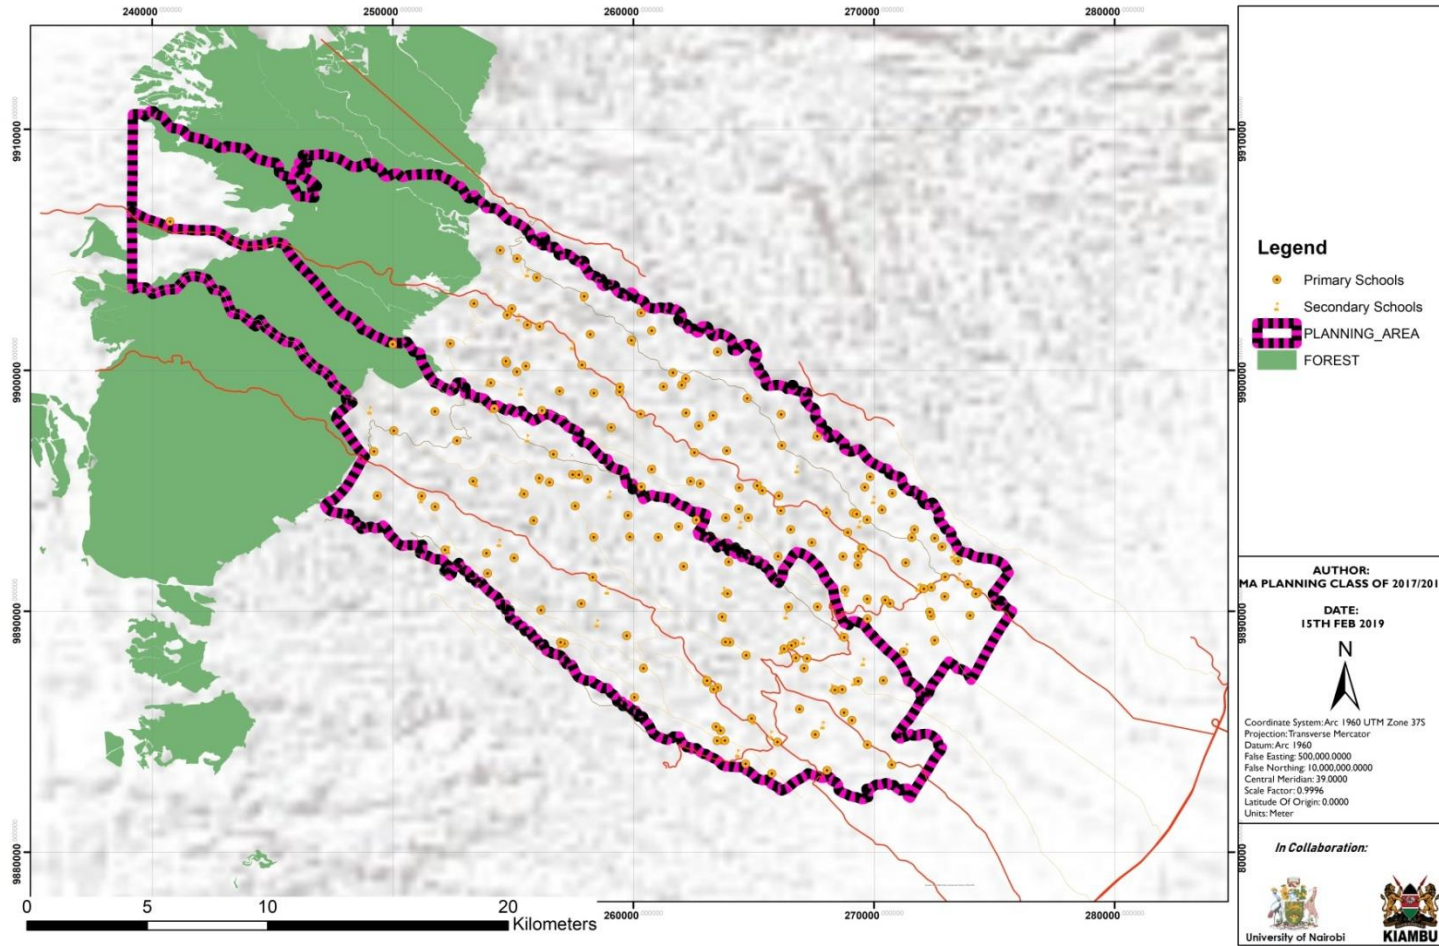 240000 250000 260000 270000 280000
9910000 9910000
9900000 9900000
9890000 9890000
9880000 80000
260000 270000 280000
0 5 10 20 Kilometers
Legend
Primary Schools
Secondary Schools
PLANNING_AREA
FOREST
AUTHOR:
MA PLANNING CLASS OF 2017/201
DATE:
15TH FEB 2019
N
Coordinate System: Arc 1960 UTM Zone 37S
Projection: Transverse Mercator
Datum: Arc 1960
False Easting: 500,000.0000
False Northing: 10,000,000.0000
Central Meridian: 39.0000
Scale Factor: 0.9996
Latitude Of Origin: 0.0000
Units: Meter
In Collaboration:
University of Nairobi
KIAMBU